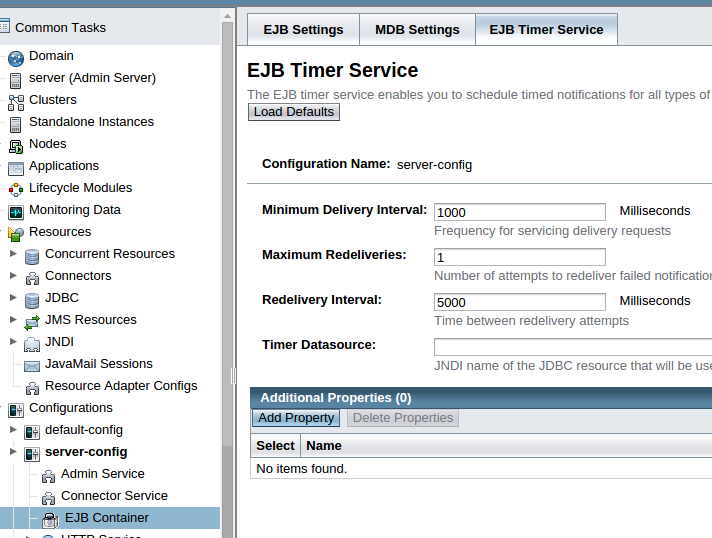 Common Tasks
Domain
server (Admin Server)
Clusters
Standalone Instances
Nodes
Applications
Lifecycle Modules
Monitoring Data
Resources
Concurrent Resources
Connectors
JDBC
JMS Resources
JNDI
JavaMail Sessions
Resource Adapter Configs
Configurations
default-config
server-config
Admin Service
Connector Service
EJB Container
HTTP Service
EJB Settings MDB Settings EJB Timer Service
EJB Timer Service
The EJB timer service enables you to schedule timed notifications for all types of
Load Defaults
Configuration Name: server-config
Minimum Delivery Interval: 1000 Milliseconds
Frequency for servicing delivery requests
Maximum Redeliveries: 1
Number of attempts to redeliver failed notification
Redelivery Interval: 5000 Milliseconds
Time between redelivery attempts
Timer Datasource:
JNDI name of the JDBC resource that will be use
Additional Properties (0)
Add Property Delete Properties
Select Name
No items found.